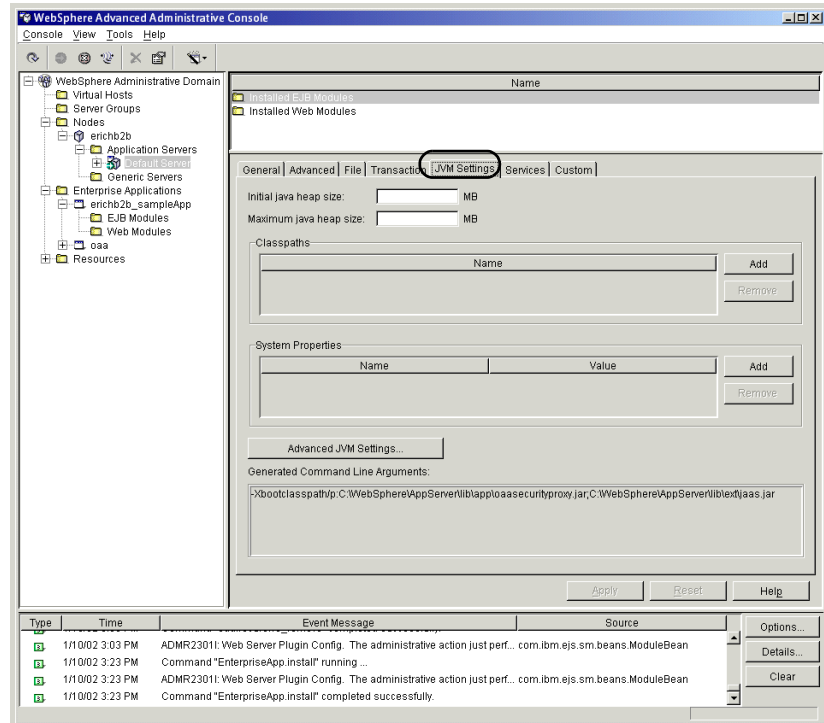 WebSphere Advanced Administrative Console
Console View Tools Help
WebSphere Administrative Domain
Virtual Hosts
Server Groups
Nodes
erichb2b
Application Servers
Default Server
Generic Servers
Enterprise Applications
erichb2b_sampleApp
EJB Modules
Web Modules
oaa
Resources
Name
Installed EJB Modules
Installed Web Modules
General Advanced File Transaction JVM Settings Services Custom
Initial java heap size: MB
Maximum java heap size: MB
Classpaths
Name
Add
Remove
System Properties
Name Value
Add
Remove
Advanced JVM Settings...
Generated Command Line Arguments:
-Xbootclasspath/p:C:\WebSphere\AppServer\lib\app\oaasecurityproxy.jar;C:\WebSphere\AppServer\lib\ext\jaas.jar
Apply Reset Help
Type Time Event Message Source
1/10/02 3:03 PM ADMR2301I: Web Server Plugin Config. The administrative action just perf... com.ibm.ejs.sm.beans.ModuleBean
1/10/02 3:23 PM Command "EnterpriseApp.install" running ...
1/10/02 3:23 PM ADMR2301I: Web Server Plugin Config. The administrative action just perf... com.ibm.ejs.sm.beans.ModuleBean
1/10/02 3:23 PM Command "EnterpriseApp.install" completed successfully.
Options...
Details...
Clear